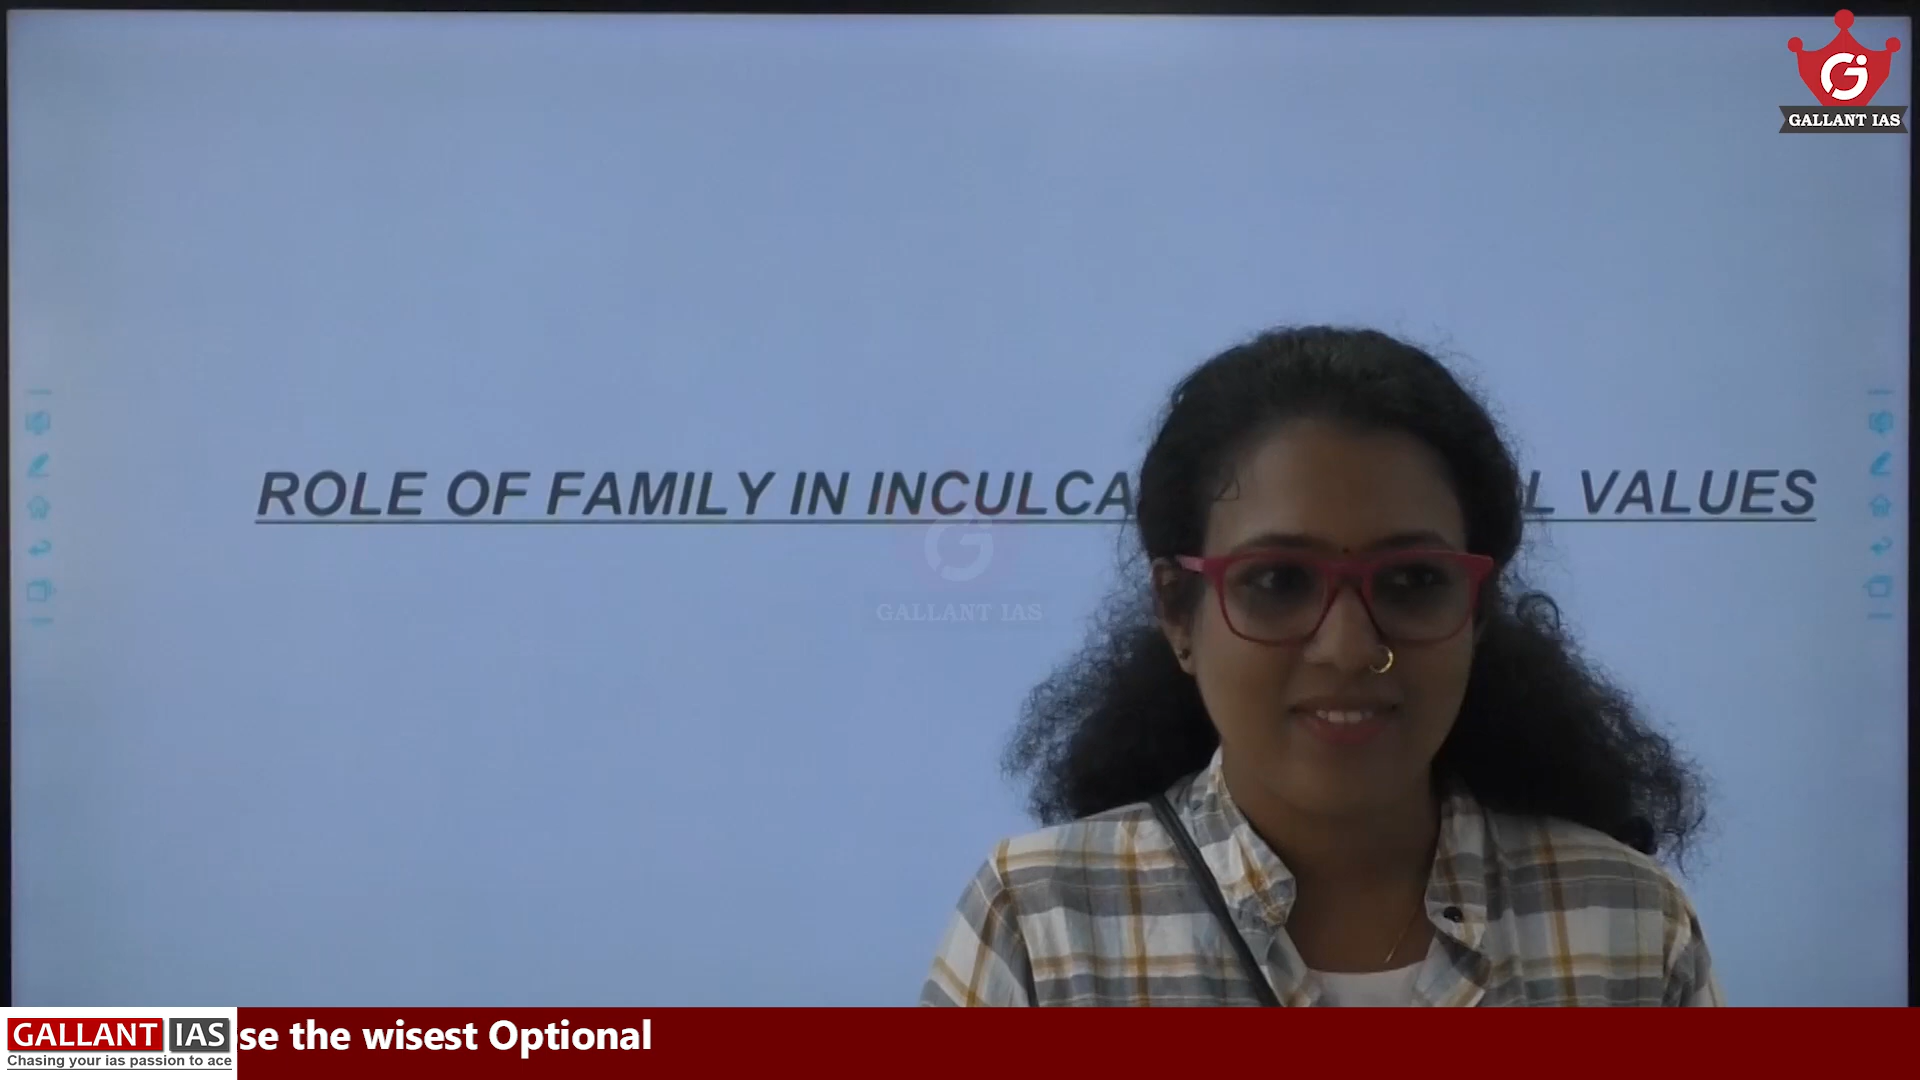 GALLANT IAS
ROLE OF FAMILY IN INCULCA L VALUES
GALLANT IAS
GALLANT IAS
Chasing your ias passion to ace
se the wisest Optional